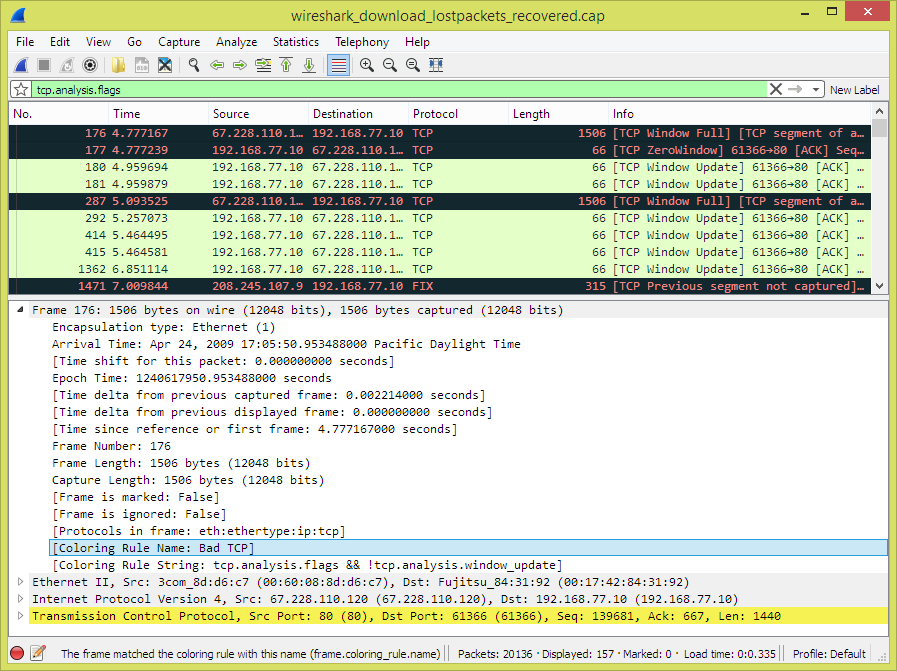 wireshark_download_lostpackets_recovered.cap
File Edit View Go Capture Analyze Statistics Telephony Help
tcp.analysis.flags New Label
No. Time Source Destination Protocol Length Info
176 4.777167 67.228.110.1… 192.168.77.10 TCP 1506 [TCP Window Full] [TCP segment of a…
177 4.777239 192.168.77.10 67.228.110.1… TCP 66 [TCP ZeroWindow] 61366→80 [ACK] Seq…
180 4.959694 192.168.77.10 67.228.110.1… TCP 66 [TCP Window Update] 61366→80 [ACK] …
181 4.959879 192.168.77.10 67.228.110.1… TCP 66 [TCP Window Update] 61366→80 [ACK] …
287 5.093525 67.228.110.1… 192.168.77.10 TCP 1506 [TCP Window Full] [TCP segment of a…
292 5.257073 192.168.77.10 67.228.110.1… TCP 66 [TCP Window Update] 61366→80 [ACK] …
414 5.464495 192.168.77.10 67.228.110.1… TCP 66 [TCP Window Update] 61366→80 [ACK] …
415 5.464581 192.168.77.10 67.228.110.1… TCP 66 [TCP Window Update] 61366→80 [ACK] …
1362 6.851114 192.168.77.10 67.228.110.1… TCP 66 [TCP Window Update] 61366→80 [ACK] …
1471 7.009844 208.245.107.9 192.168.77.10 FIX 315 [TCP Previous segment not captured]…
Frame 176: 1506 bytes on wire (12048 bits), 1506 bytes captured (12048 bits)
Encapsulation type: Ethernet (1)
Arrival Time: Apr 24, 2009 17:05:50.953488000 Pacific Daylight Time
[Time shift for this packet: 0.000000000 seconds]
Epoch Time: 1240617950.953488000 seconds
[Time delta from previous captured frame: 0.002214000 seconds]
[Time delta from previous displayed frame: 0.000000000 seconds]
[Time since reference or first frame: 4.777167000 seconds]
Frame Number: 176
Frame Length: 1506 bytes (12048 bits)
Capture Length: 1506 bytes (12048 bits)
[Frame is marked: False]
[Frame is ignored: False]
[Protocols in frame: eth:ethertype:ip:tcp]
[Coloring Rule Name: Bad TCP]
[Coloring Rule String: tcp.analysis.flags && !tcp.analysis.window_update]
Ethernet II, Src: 3com_8d:d6:c7 (00:60:08:8d:d6:c7), Dst: Fujitsu_84:31:92 (00:17:42:84:31:92)
Internet Protocol Version 4, Src: 67.228.110.120 (67.228.110.120), Dst: 192.168.77.10 (192.168.77.10)
Transmission Control Protocol, Src Port: 80 (80), Dst Port: 61366 (61366), Seq: 139681, Ack: 667, Len: 1440
The frame matched the coloring rule with this name (frame.coloring_rule.name) Packets: 20136 · Displayed: 157 · Marked: 0 · Load time: 0:0.335 Profile: Default